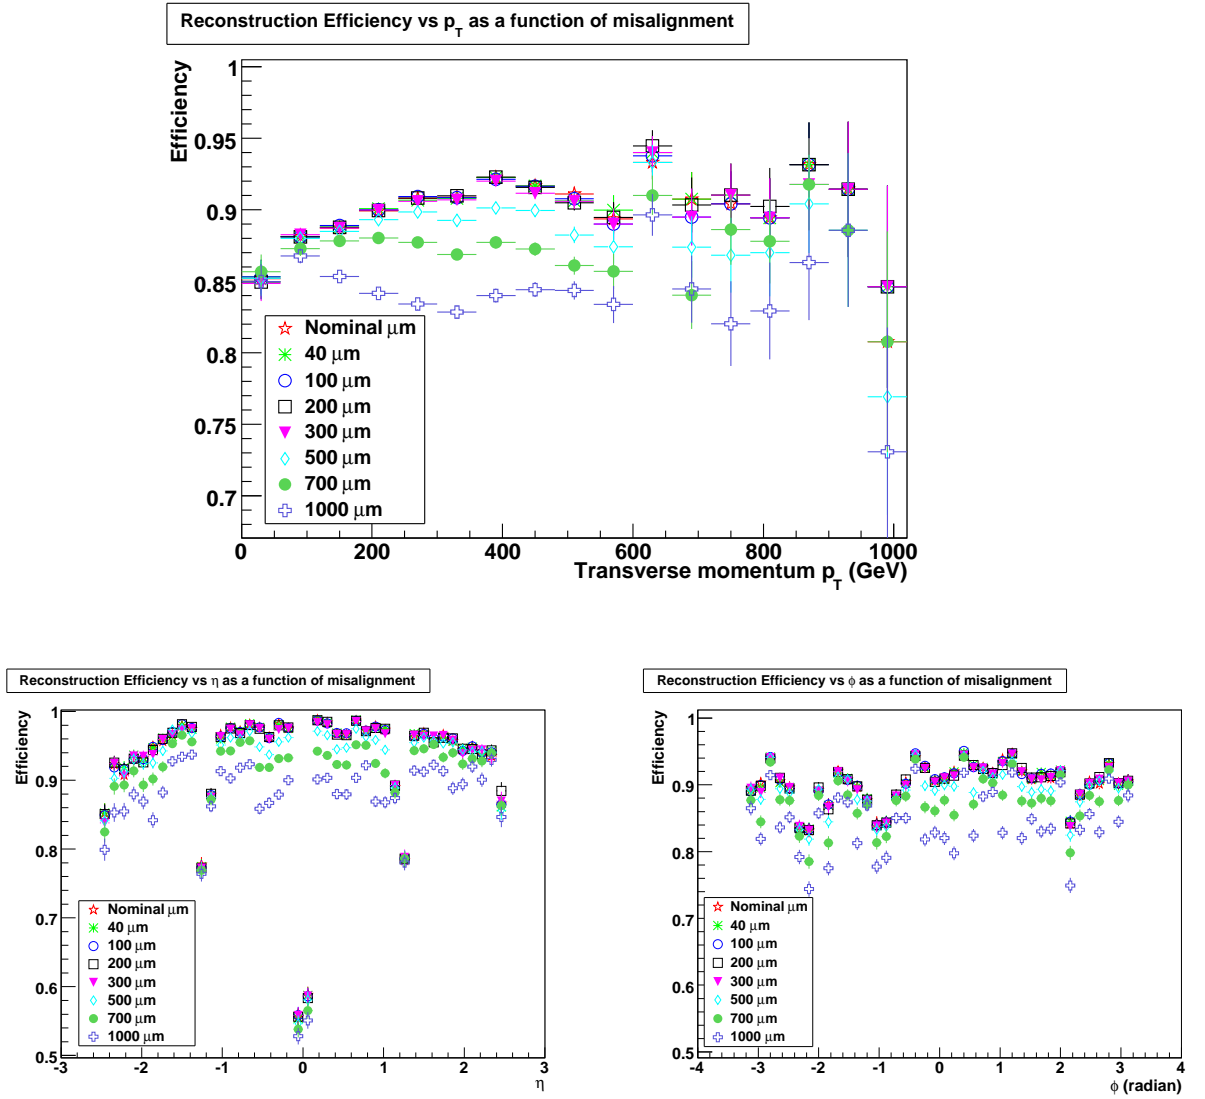 Reconstruction Efficiency vs p_T as a function of misalignment
Efficiency
1
0.95
0.9
0.85
0.8
0.75
0.7
Nominal μm
40 μm
100 μm
200 μm
300 μm
500 μm
700 μm
1000 μm
0 200 400 600 800 1000
Transverse momentum p_T (GeV)
Reconstruction Efficiency vs η as a function of misalignment
Efficiency
1
0.9
0.8
0.7
0.6
0.5
Nominal μm
40 μm
100 μm
200 μm
300 μm
500 μm
700 μm
1000 μm
-3 -2 -1 0 1 2 3
η
Reconstruction Efficiency vs ϕ as a function of misalignment
Efficiency
1
0.9
0.8
0.7
0.6
0.5
Nominal μm
40 μm
100 μm
200 μm
300 μm
500 μm
700 μm
1000 μm
-4 -3 -2 -1 0 1 2 3 4
ϕ (radian)